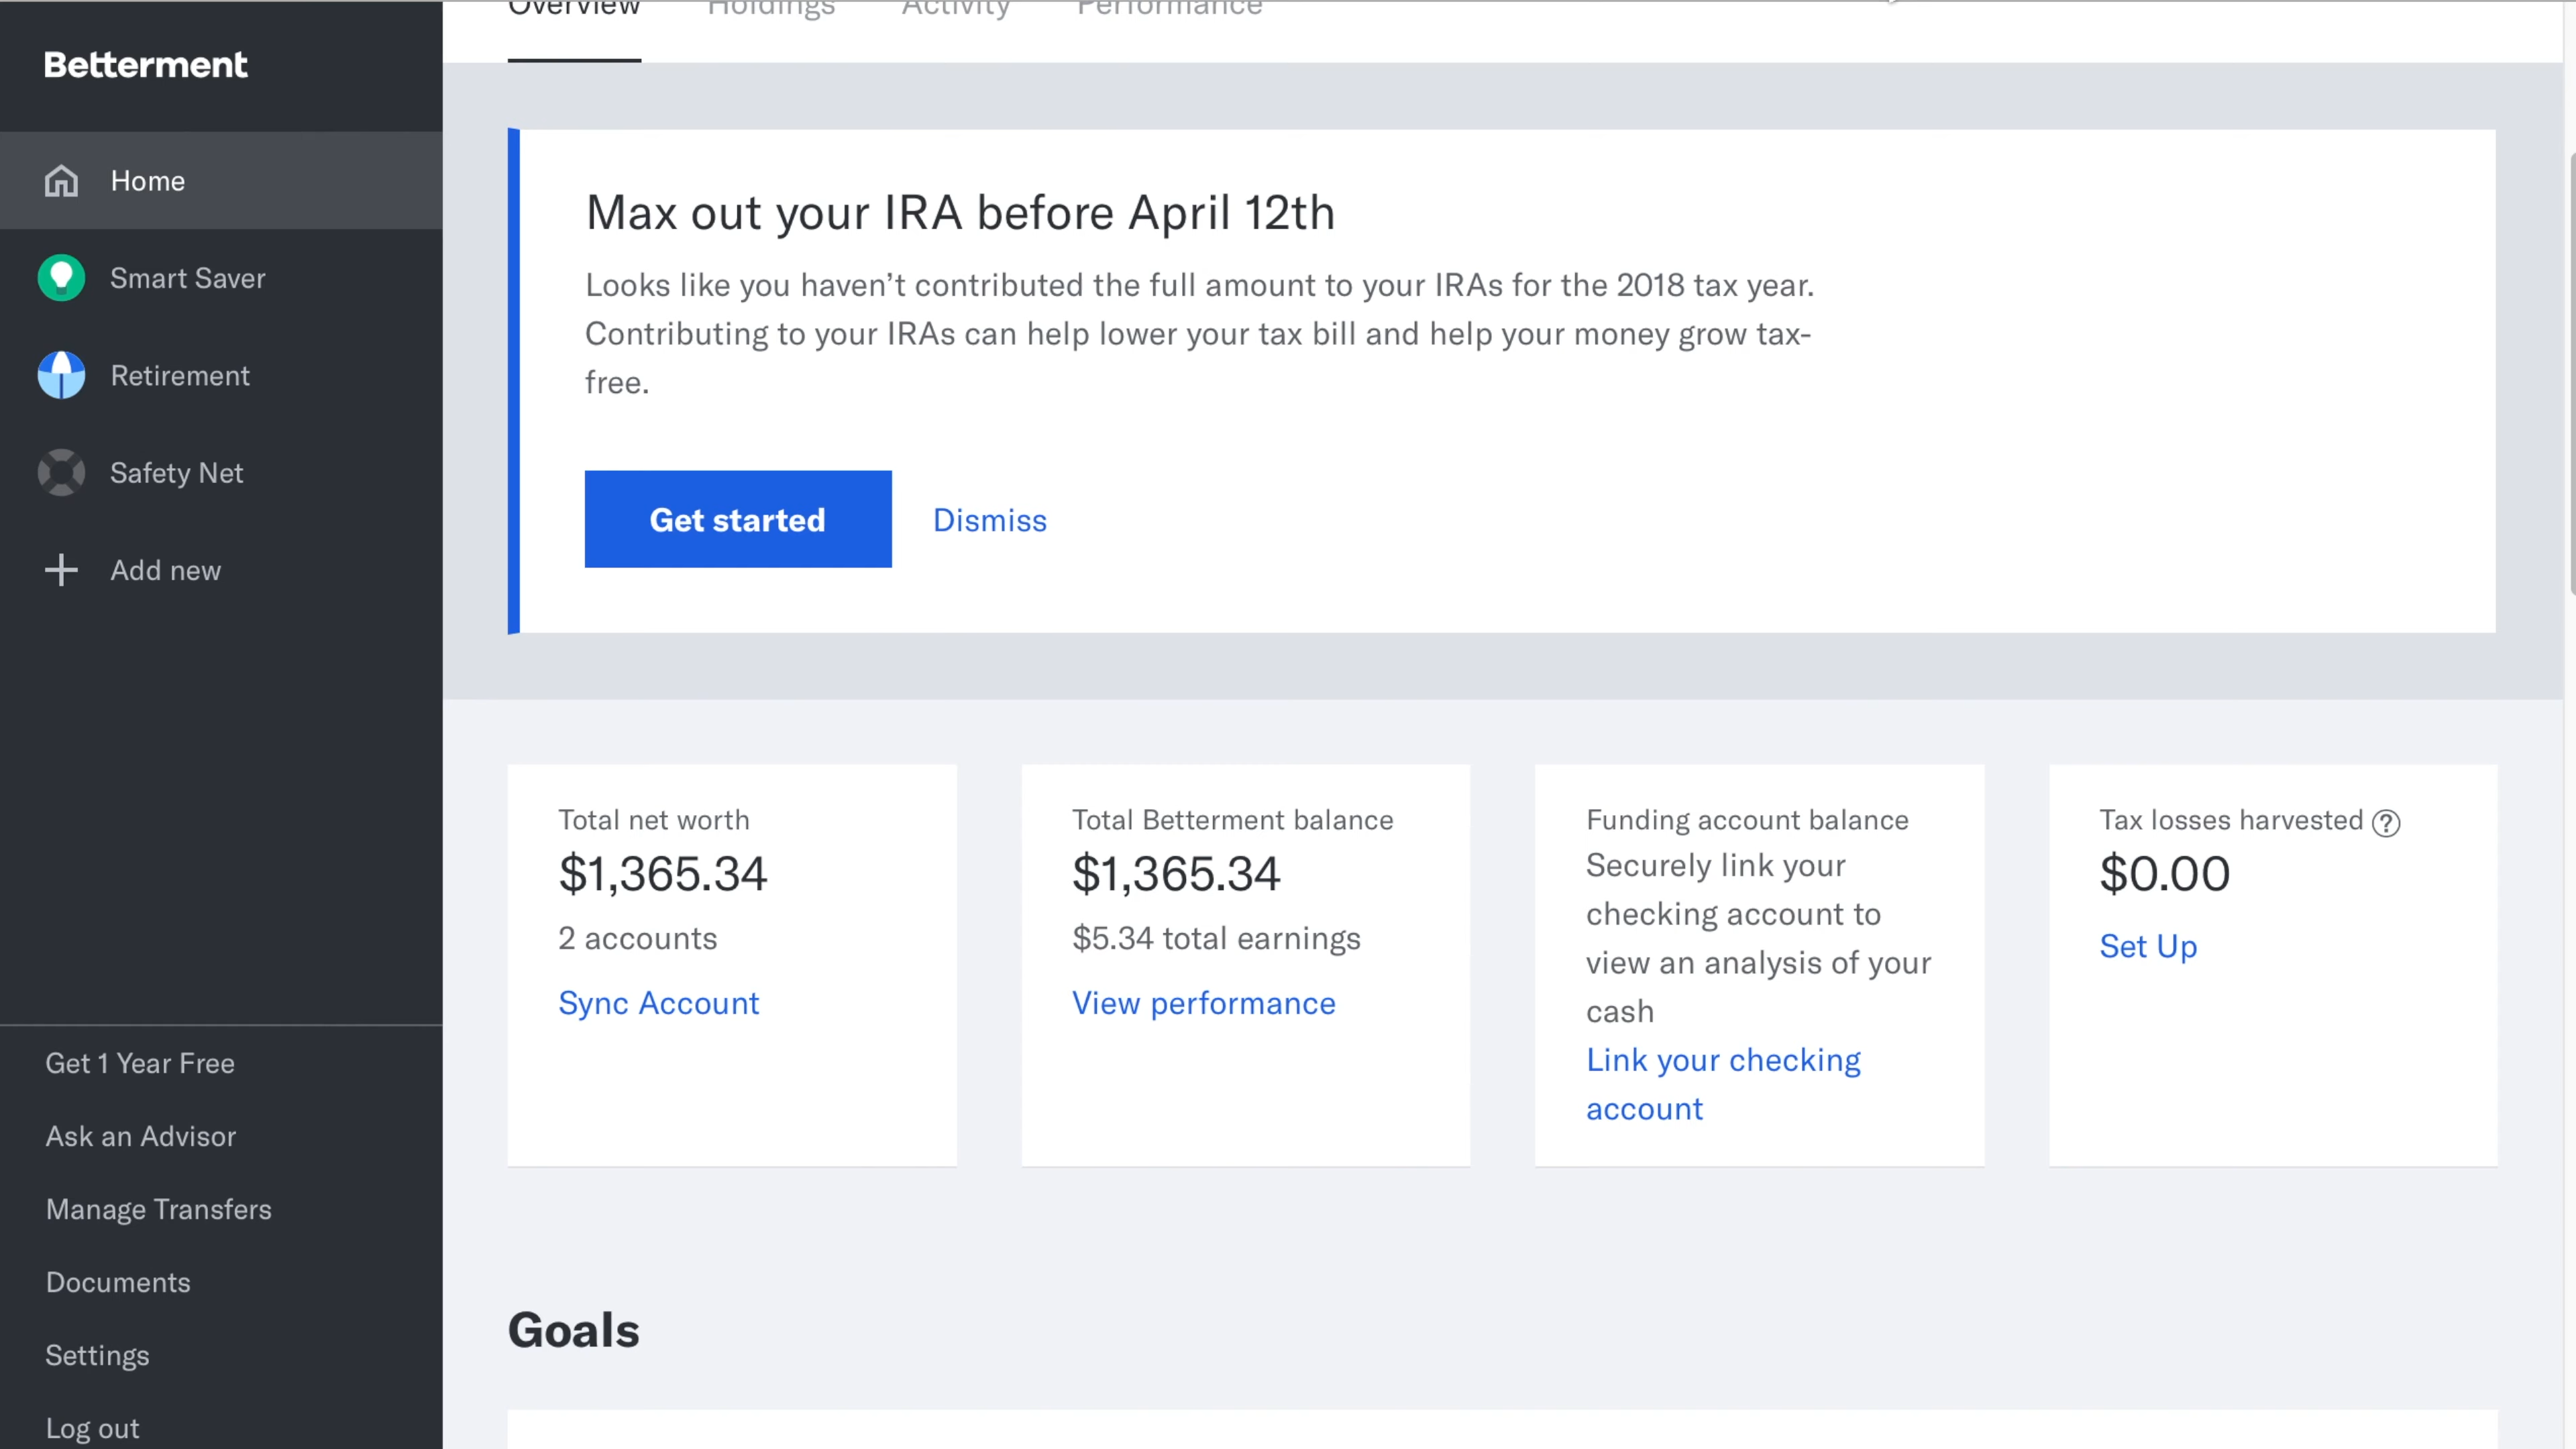 Betterment
Home
Smart Saver
Retirement
Safety Net
Add new
Get 1 Year Free
Ask an Advisor
Manage Transfers
Documents
Settings
Log out
Overview Holdings Activity Performance
Max out your IRA before April 12th
Looks like you haven’t contributed the full amount to your IRAs for the 2018 tax year.
Contributing to your IRAs can help lower your tax bill and help your money grow tax-
free.
Get started Dismiss
Total net worth
$1,365.34
2 accounts
Sync Account
Total Betterment balance
$1,365.34
$5.34 total earnings
View performance
Funding account balance
Securely link your
checking account to
view an analysis of your
cash
Link your checking
account
Tax losses harvested ?
$0.00
Set Up
Goals